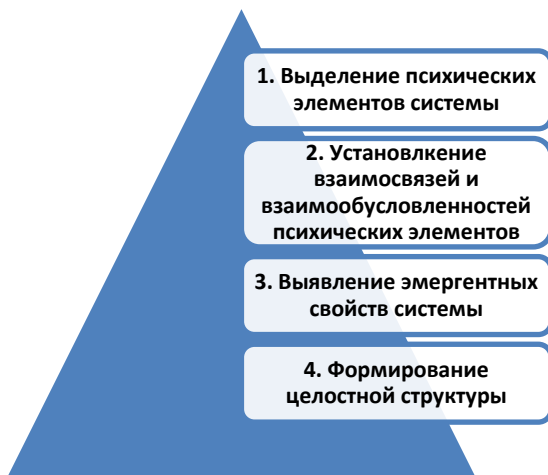 1. Выделение психических
элементов системы
2. Установлкение
взаимосвязей и
взаимообусловленностей
психических элементов
3. Выявление эмергентных
свойств системы
4. Формирование
целостной структуры